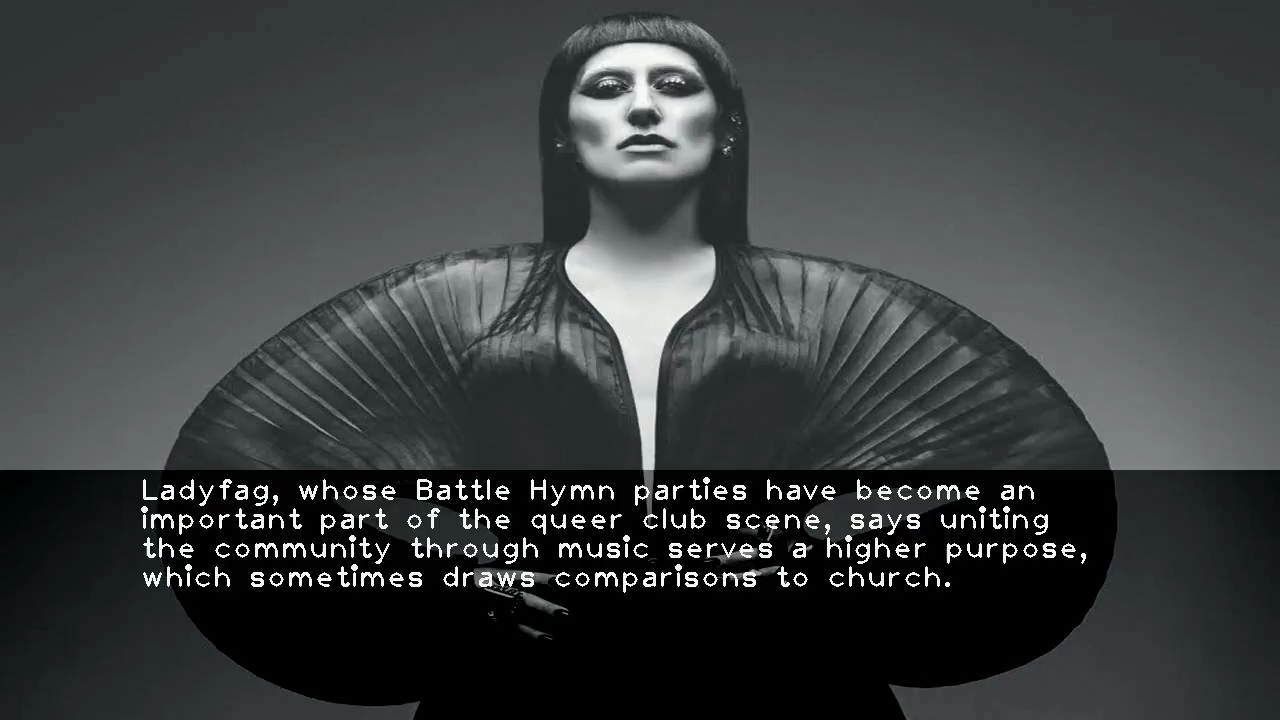 Ladyfag, whose Battle Hymn parties have become an
important part of the queer club scene, says uniting
the community through music serves a higher purpose,
which sometimes draws comparisons to church.